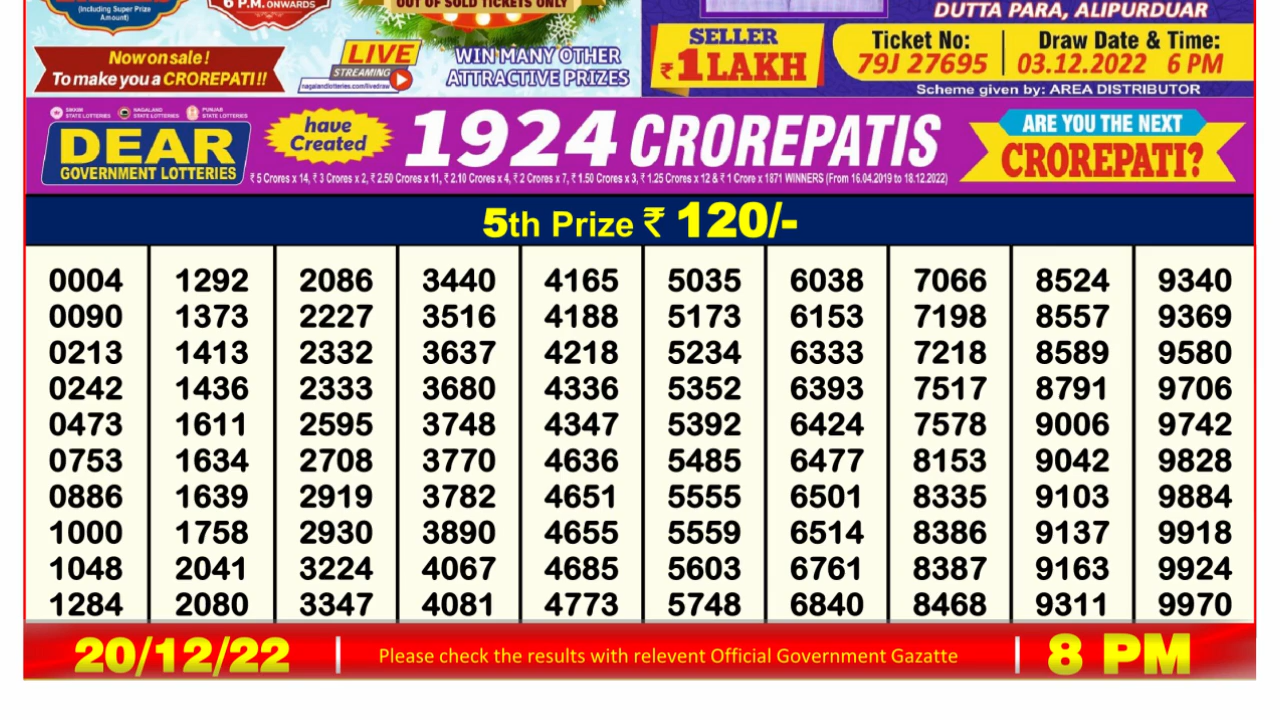 (Including Super Prize
Amount)
6 P.M. ONWARDS
OUT OF SOLD TICKETS ONLY
Now on sale!
To make you a CROREPATI!!
LIVE
STREAMING
nagalandlotteries.com/livedraw
WIN MANY OTHER
ATTRACTIVE PRIZES
DUTTA PARA, ALIPURDUAR
SELLER
₹1 LAKH
Ticket No:
79J 27695
Draw Date & Time:
03.12.2022 6 PM
Scheme given by: AREA DISTRIBUTOR
SIKKIM
STATE LOTTERIES
NAGALAND
STATE LOTTERIES
PUNJAB
STATE LOTTERIES
DEAR
GOVERNMENT LOTTERIES
have
Created
1924 CROREPATIS
₹ 5 Crores x 14, ₹ 3 Crores x 2, ₹ 2.50 Crores x 11, ₹ 2.10 Crores x 4, ₹ 2 Crores x 7, ₹ 1.50 Crores x 3, ₹ 1.25 Crores x 12 & ₹ 1 Crore x 1871 WINNERS (From 16.04.2019 to 18.12.2022)
ARE YOU THE NEXT
CROREPATI?
5th Prize ₹ 120/-
0004 1292 2086 3440 4165 5035 6038 7066 8524 9340
0090 1373 2227 3516 4188 5173 6153 7198 8557 9369
0213 1413 2332 3637 4218 5234 6333 7218 8589 9580
0242 1436 2333 3680 4336 5352 6393 7517 8791 9706
0473 1611 2595 3748 4347 5392 6424 7578 9006 9742
0753 1634 2708 3770 4636 5485 6477 8153 9042 9828
0886 1639 2919 3782 4651 5555 6501 8335 9103 9884
1000 1758 2930 3890 4655 5559 6514 8386 9137 9918
1048 2041 3224 4067 4685 5603 6761 8387 9163 9924
1284 2080 3347 4081 4773 5748 6840 8468 9311 9970
20/12/22
Please check the results with relevent Official Government Gazatte
8 PM